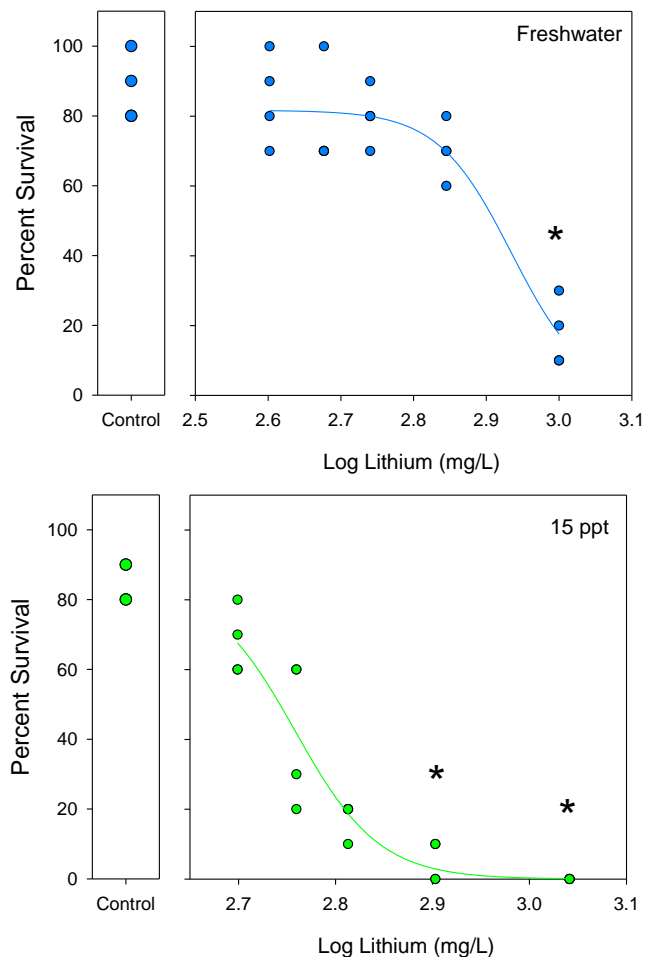 Freshwater
Percent Survival
100
80
60
40
20
0
Control
2.5 2.6 2.7 2.8 2.9 3.0 3.1
Log Lithium (mg/L)
*
15 ppt
Percent Survival
100
80
60
40
20
0
Control
2.7 2.8 2.9 3.0 3.1
Log Lithium (mg/L)
* *